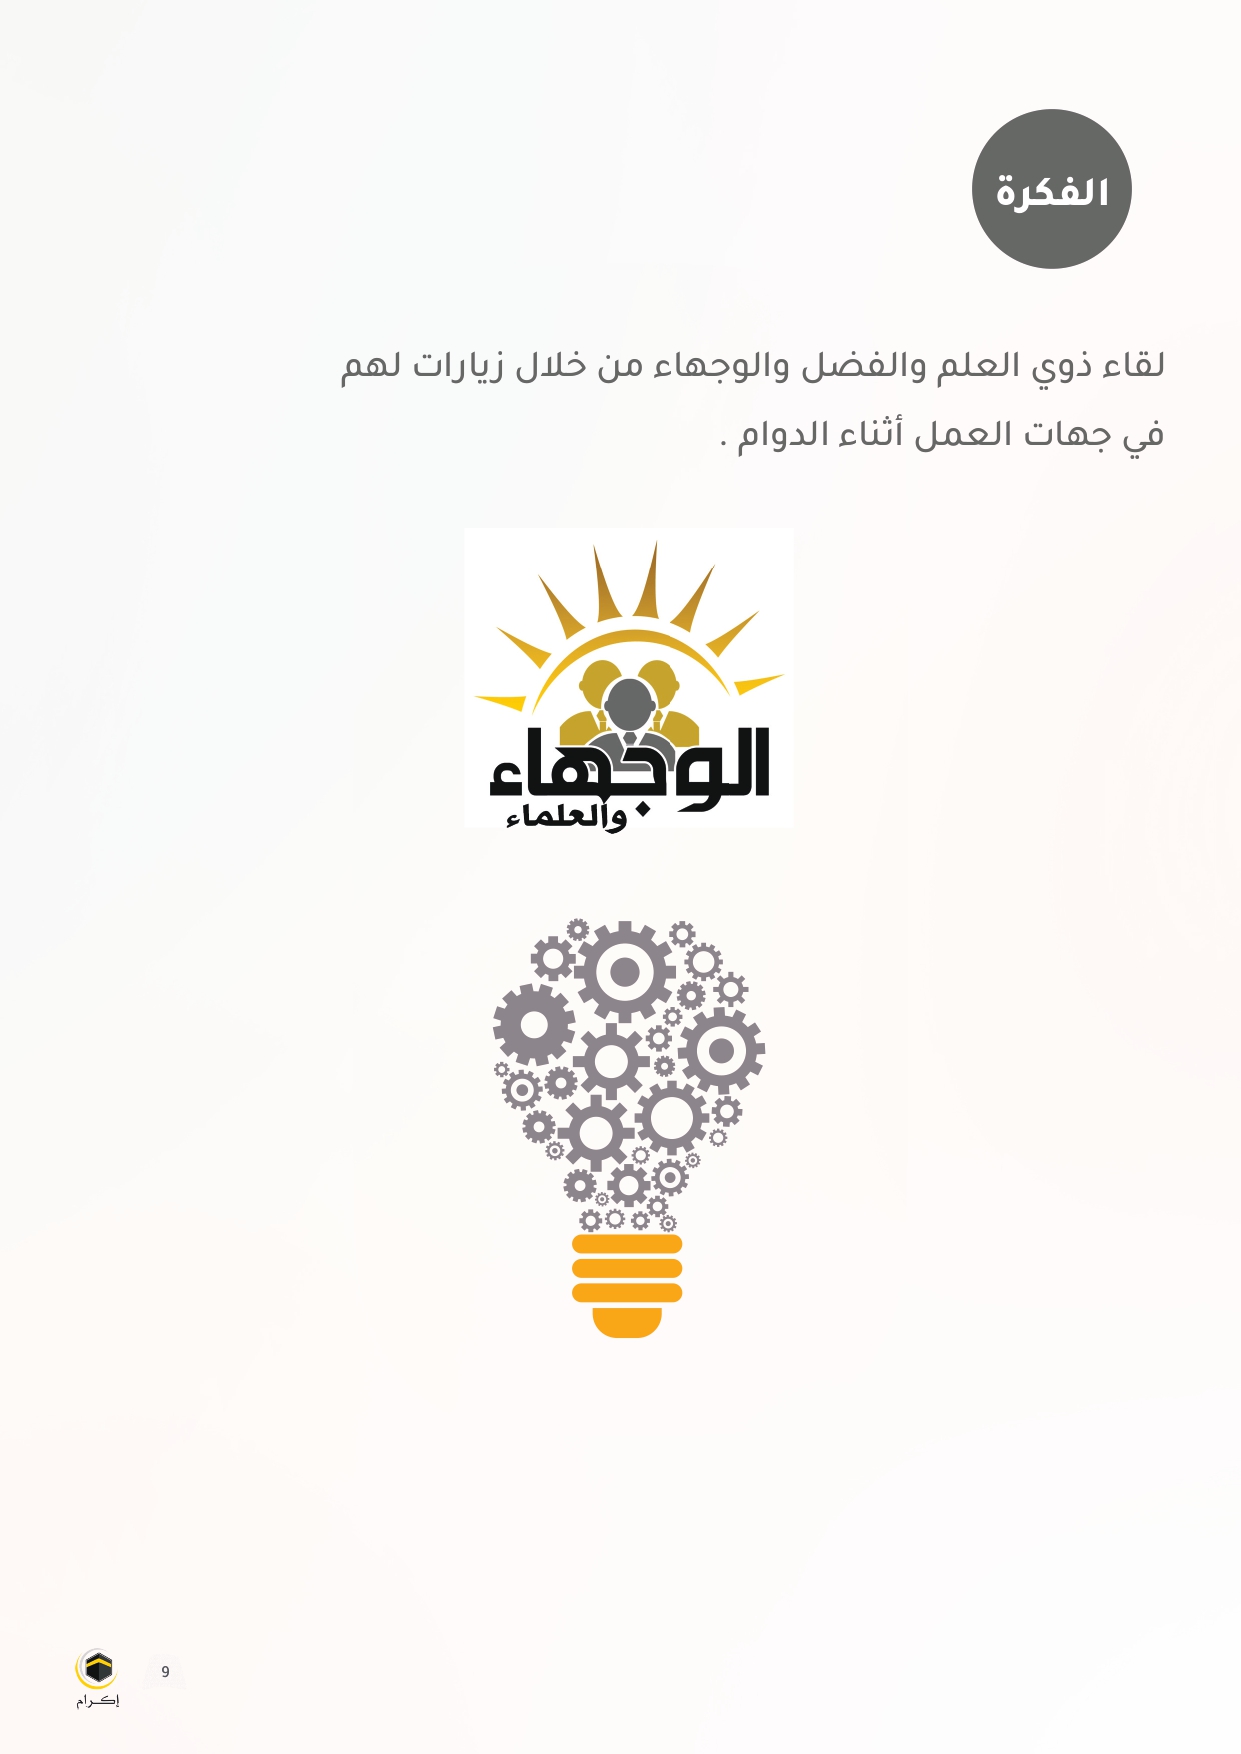 الفكرة
لقاء ذوي العلم والفضل والوجهاء من خلال زيارات لهم
في جهات العمل أثناء الدوام .
الوجهاء
والعلماء
9
إكرام